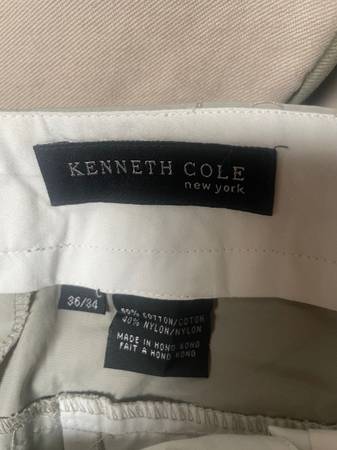 KENNETH COLE
new york
36/34
60% COTTON/COTON
40% NYLON/NYLON
MADE IN HONG KONG
FAIT A HONG KONG